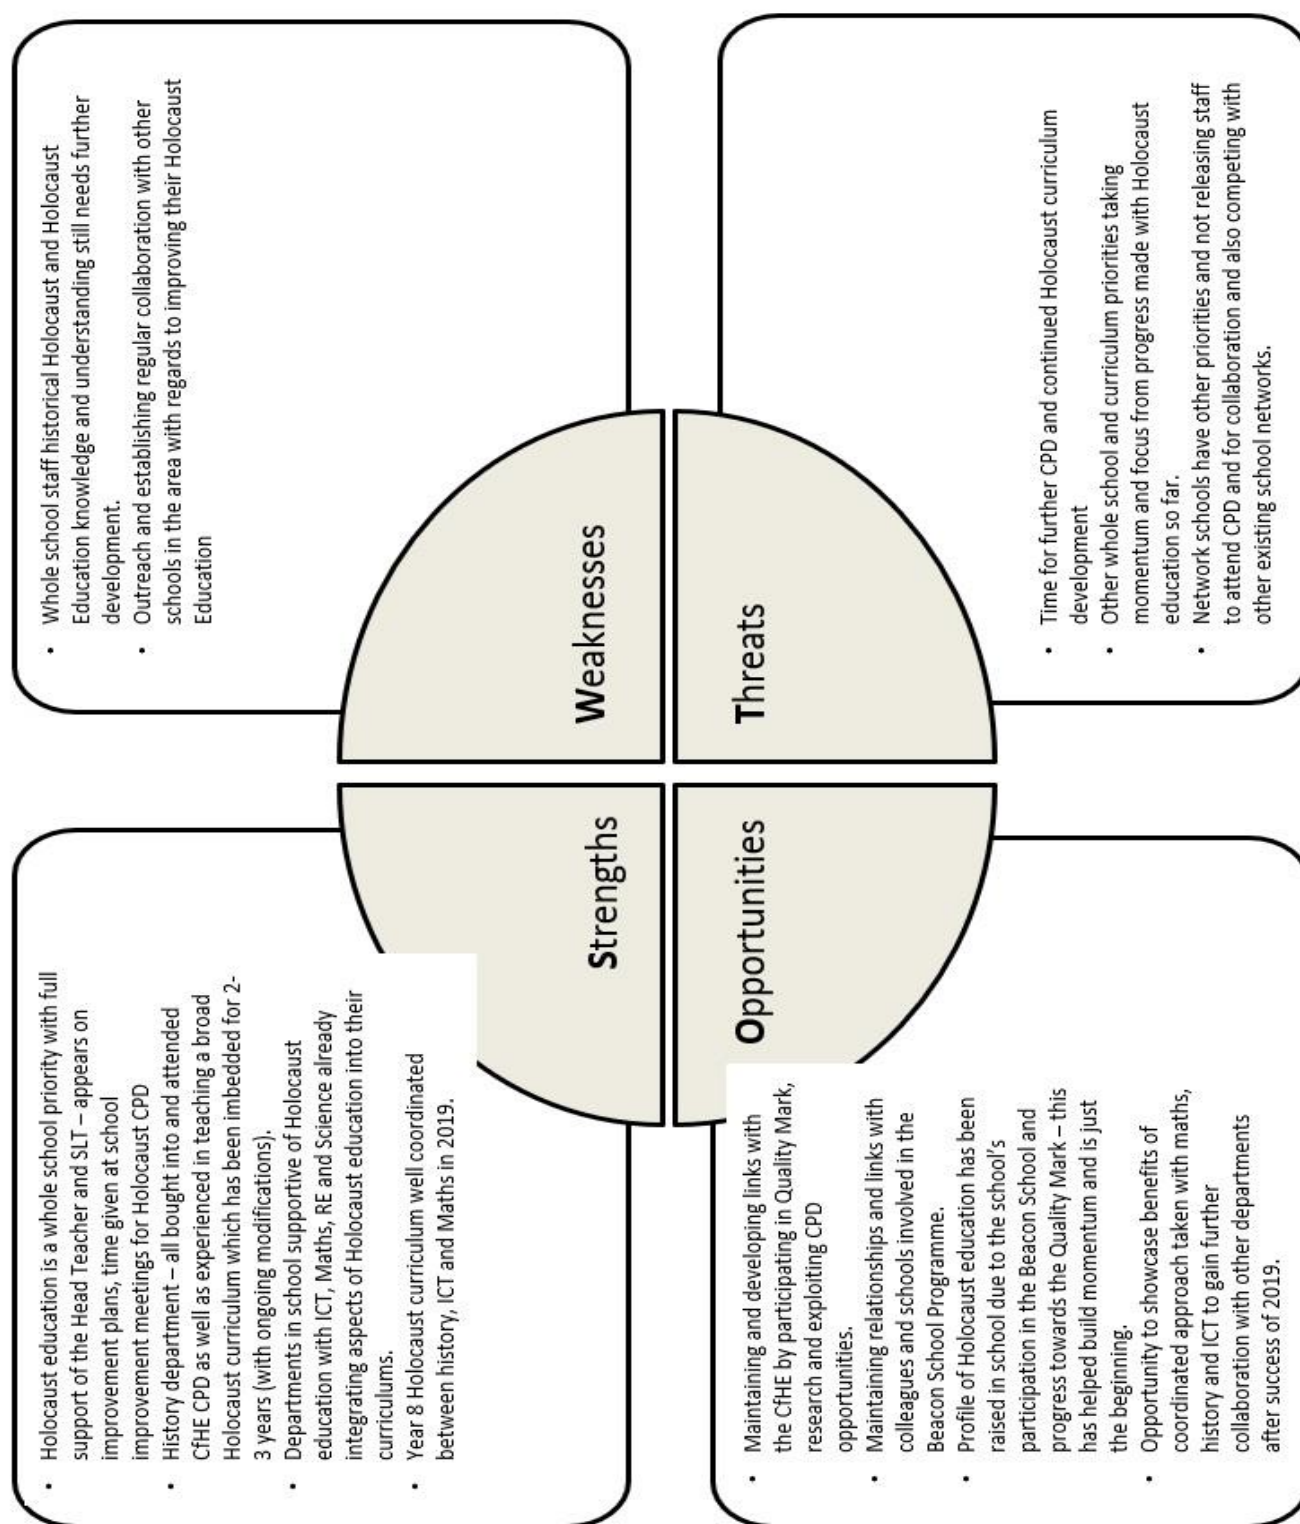 • Holocaust education is a whole school priority with full
support of the Head Teacher and SLT – appears on
improvement plans, time given at school
improvement meetings for Holocaust CPD
• History department – all bought into and attended
CfHE CPD as well as experienced in teaching a broad
Holocaust curriculum which has been imbedded for 2-
3 years (with ongoing modifications).
• Departments in school supportive of Holocaust
education with ICT, Maths, RE and Science already
integrating aspects of Holocaust education into their
curriculums.
• Year 8 Holocaust curriculum well coordinated
between history, ICT and Maths in 2019.
Strengths
• Whole school staff historical Holocaust and Holocaust
Education knowledge and understanding still needs further
development.
• Outreach and establishing regular collaboration with other
schools in the area with regards to improving their Holocaust
Education
Weaknesses
Opportunities
• Maintaining and developing links with
the CfHE by participating in Quality Mark,
research and exploiting CPD
opportunities.
• Maintaining relationships and links with
colleagues and schools involved in the
Beacon School Programme.
• Profile of Holocaust education has been
raised in school due to the school's
participation in the Beacon School and
progress towards the Quality Mark – this
has helped build momentum and is just
the beginning.
• Opportunity to showcase benefits of
coordinated approach taken with maths,
history and ICT to gain further
collaboration with other departments
after success of 2019.
Threats
• Time for further CPD and continued Holocaust curriculum
development
• Other whole school and curriculum priorities taking
momentum and focus from progress made with Holocaust
education so far.
• Network schools have other priorities and not releasing staff
to attend CPD and for collaboration and also competing with
other existing school networks.